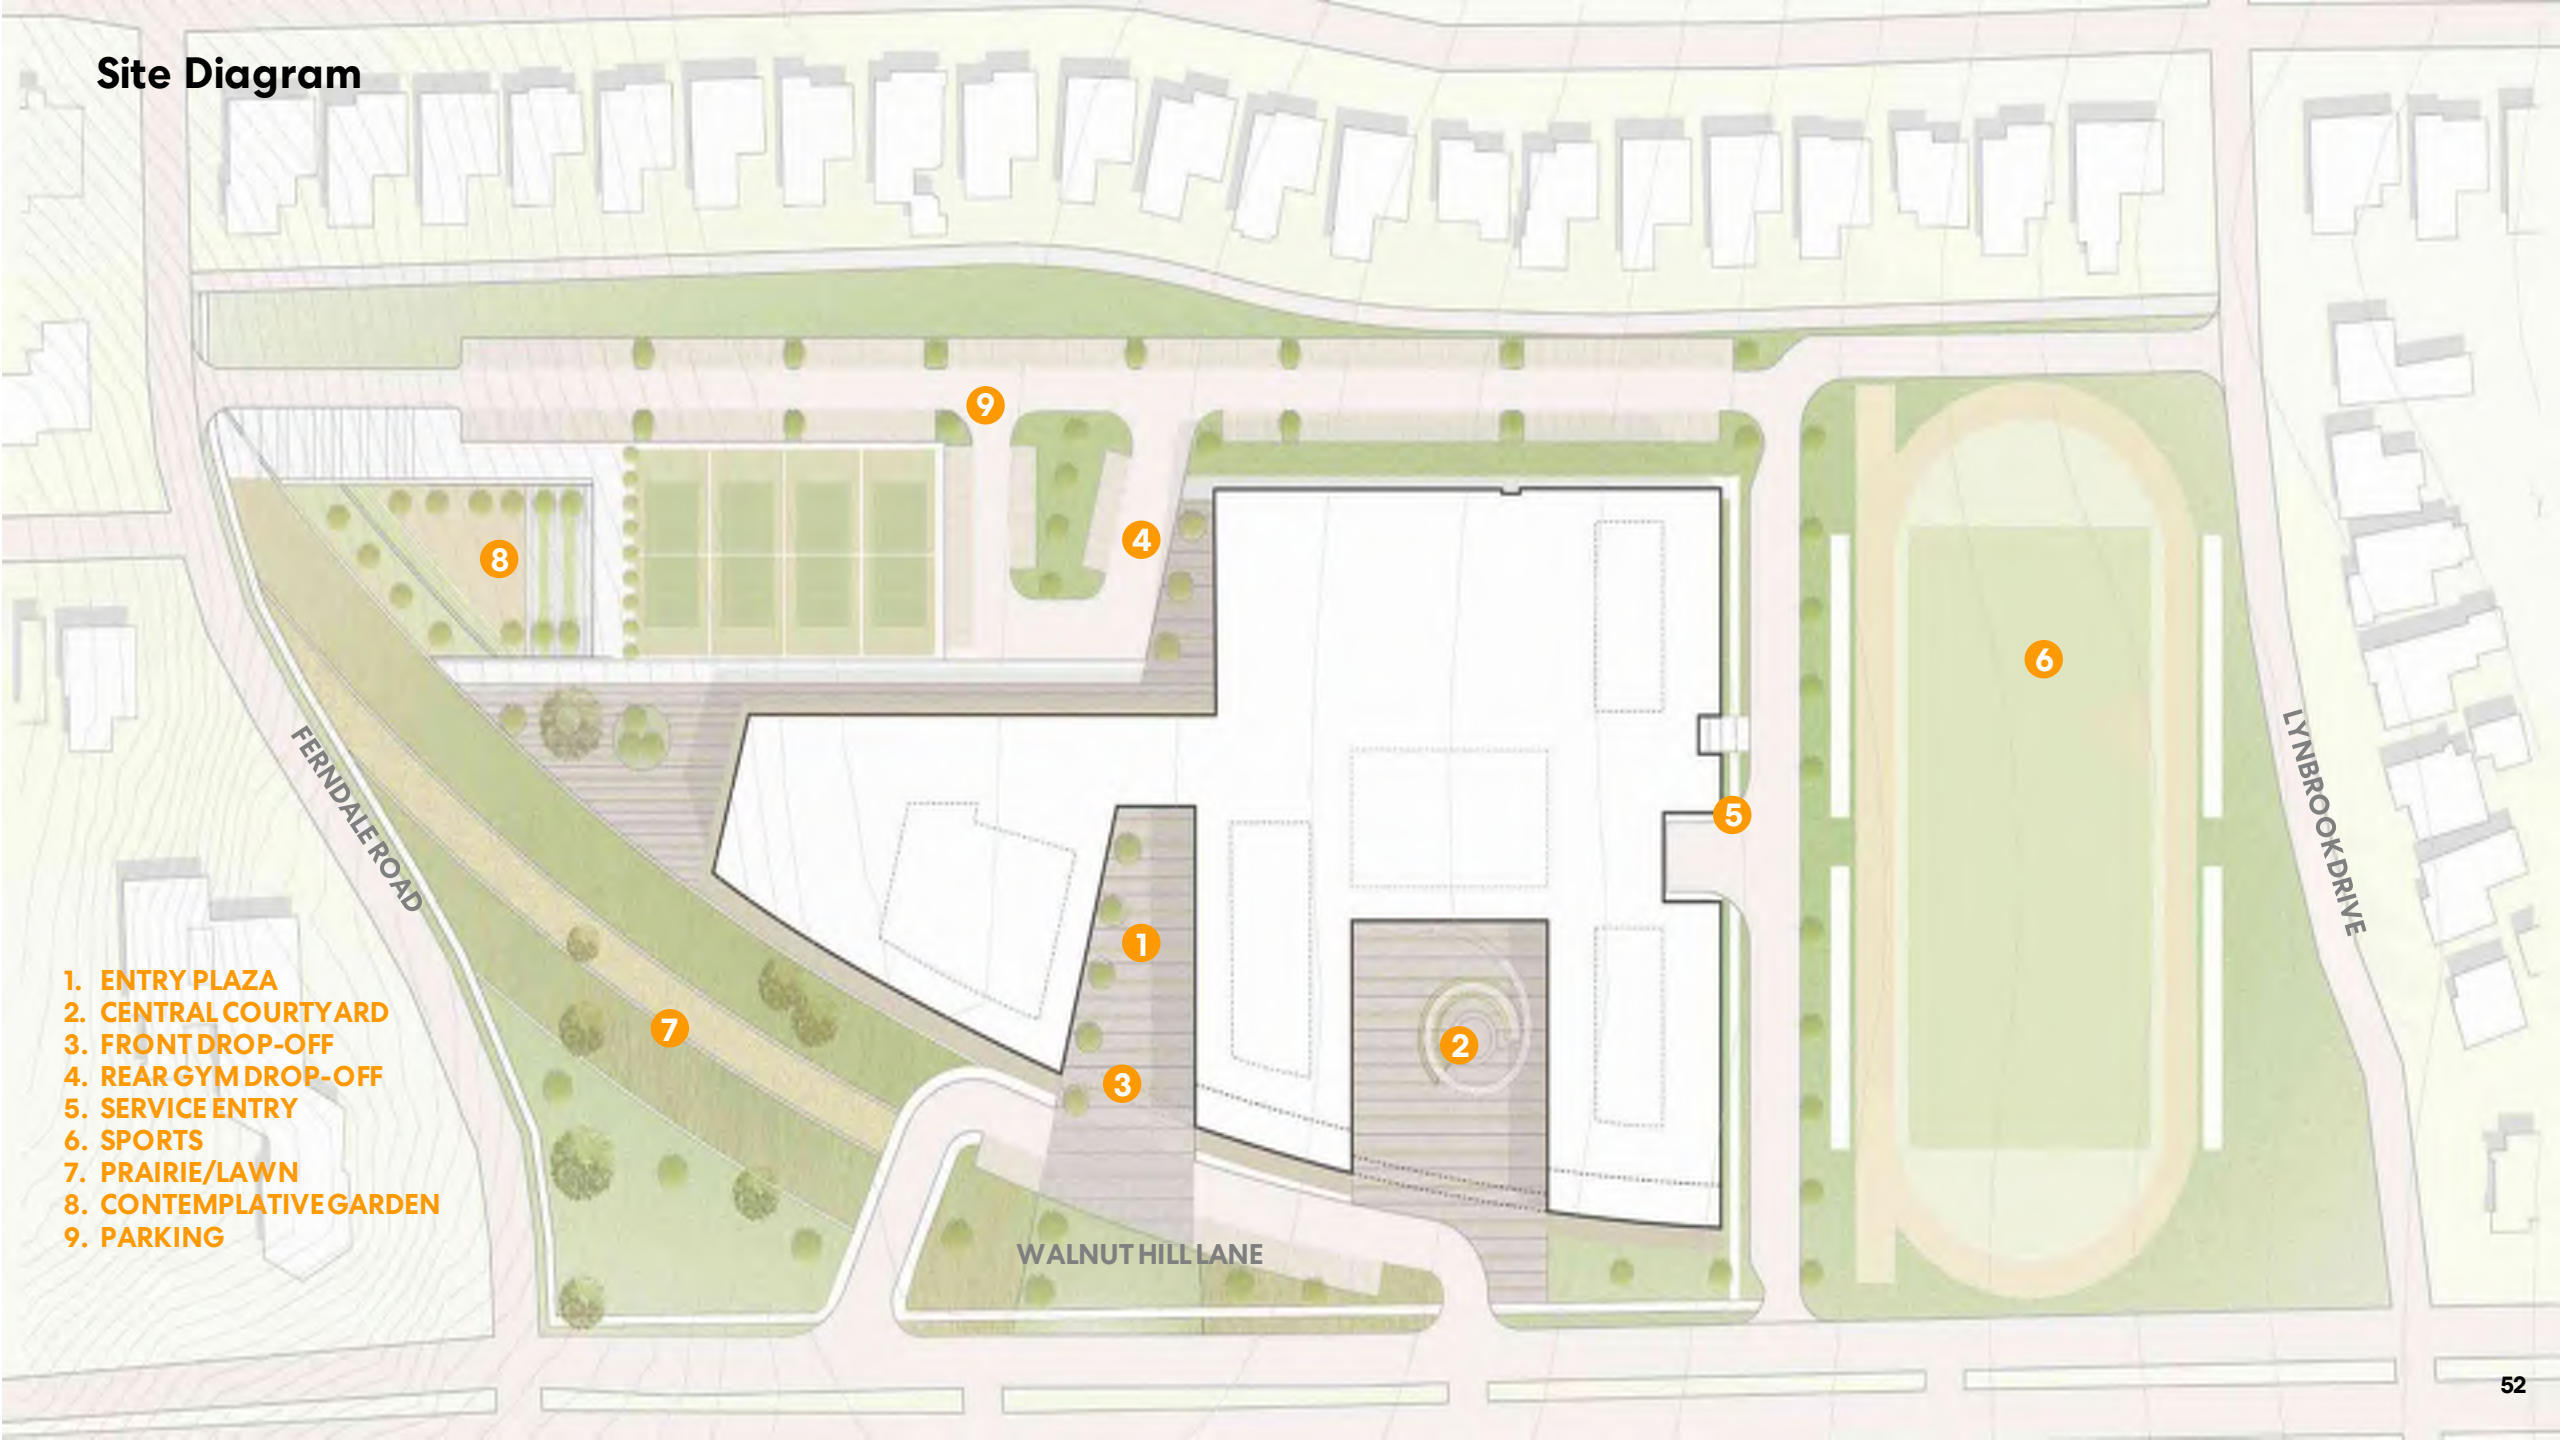 Site Diagram
9
4
8
6
5
FERNDALE ROAD
LYNBROOK DRIVE
1
7
2
3
1. ENTRY PLAZA
2. CENTRAL COURTYARD
3. FRONT DROP-OFF
4. REAR GYM DROP-OFF
5. SERVICE ENTRY
6. SPORTS
7. PRAIRIE/LAWN
8. CONTEMPLATIVE GARDEN
9. PARKING
WALNUT HILL LANE
52